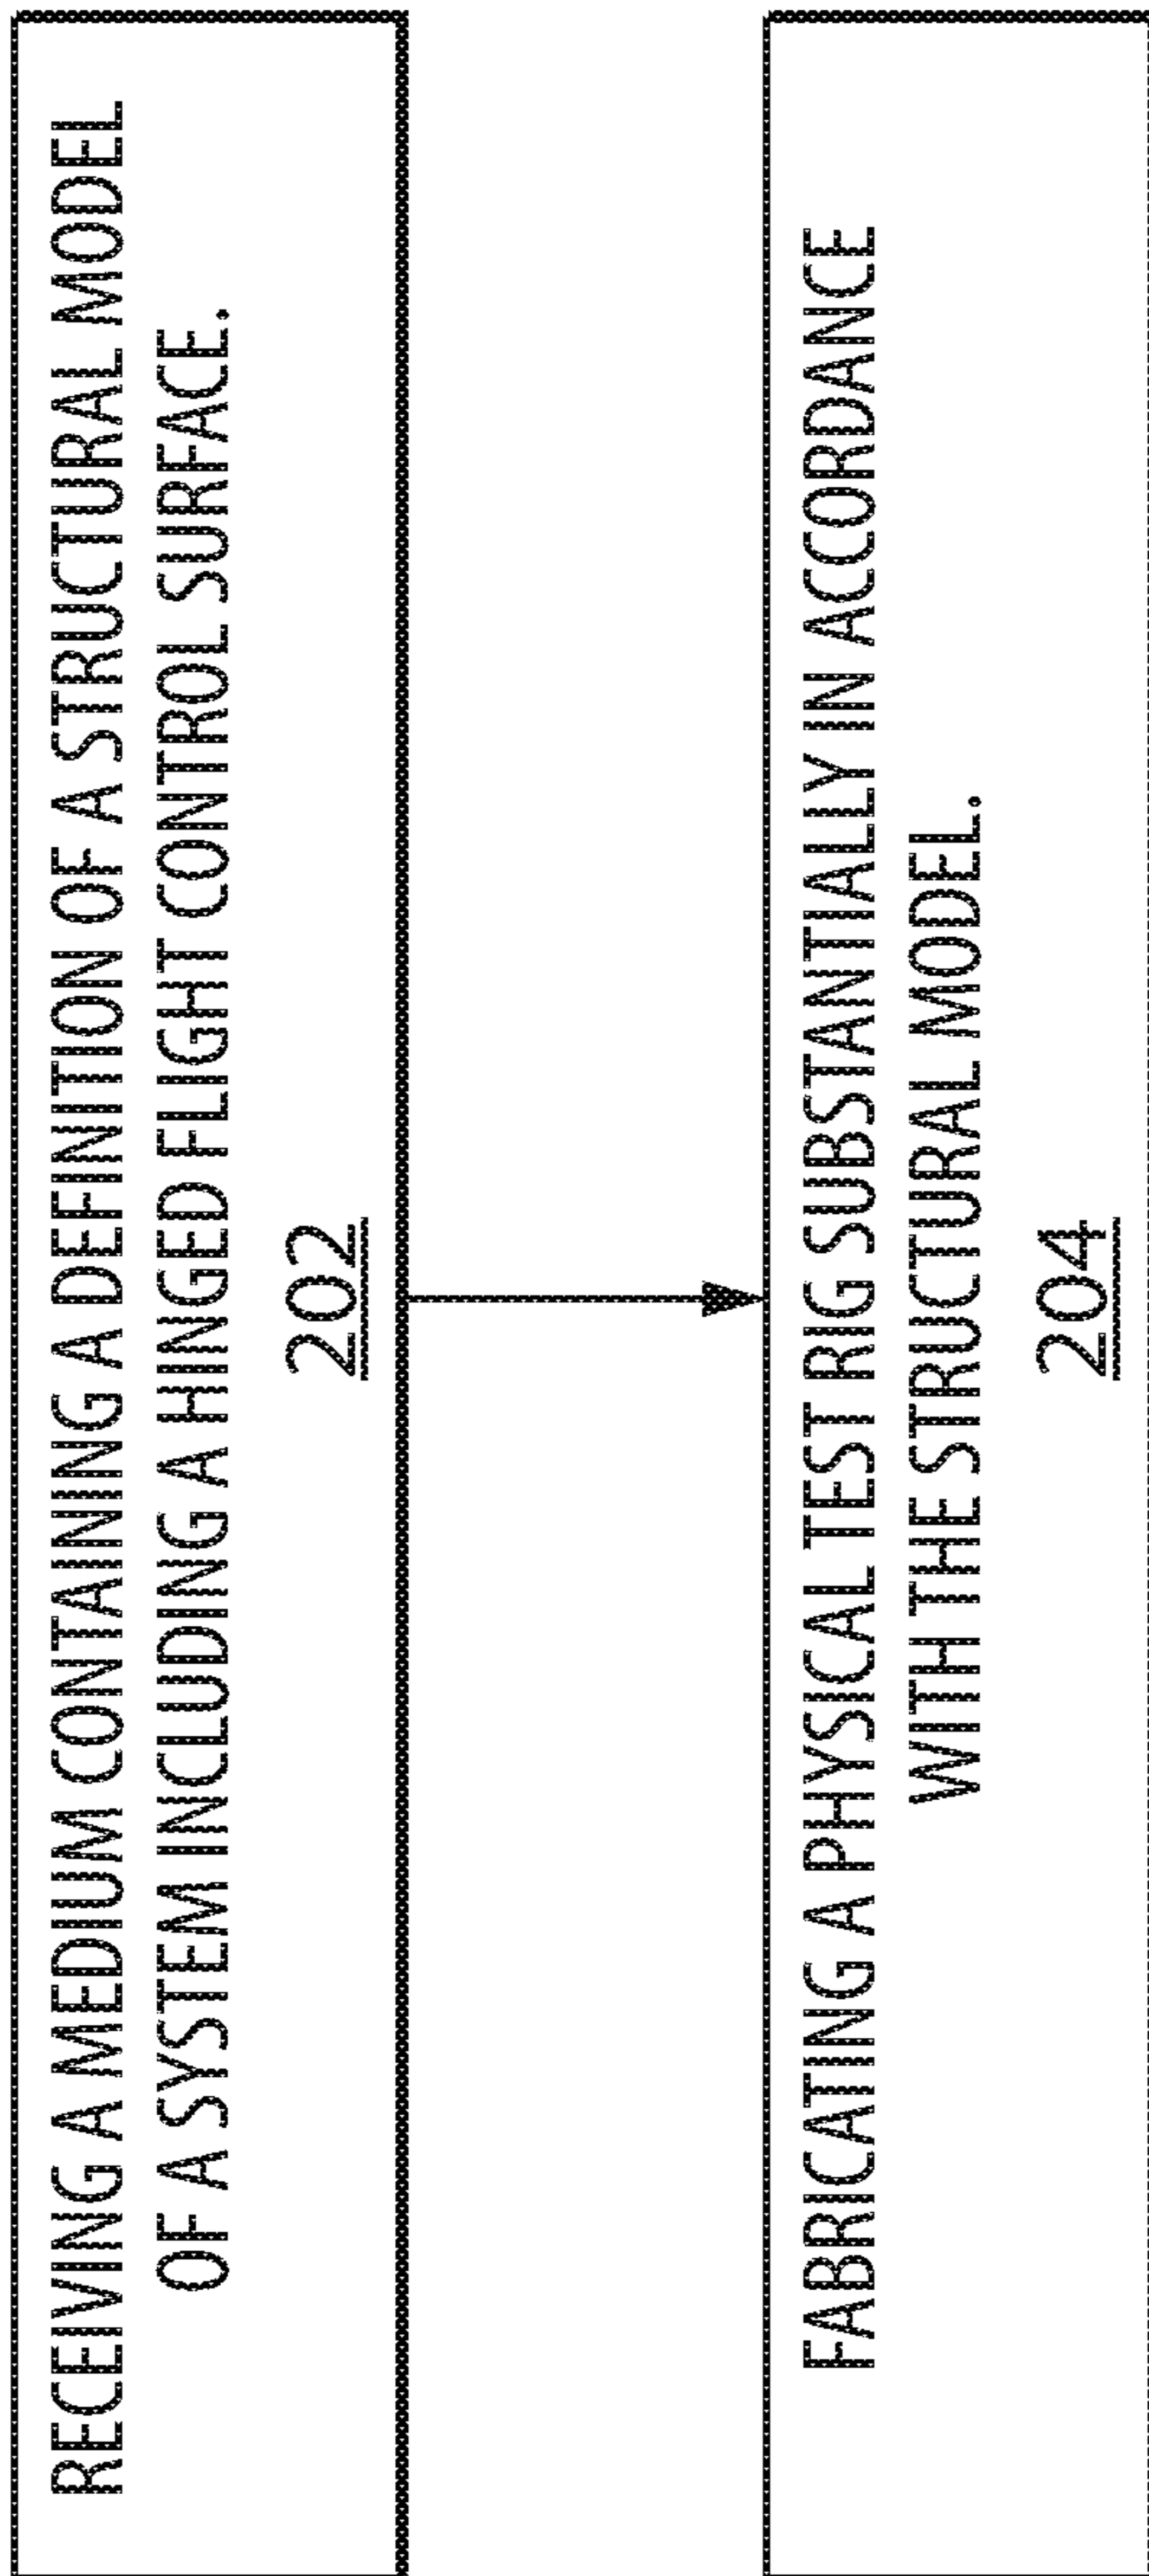 RECEIVING A MEDIUM CONTAINING A DEFINITION OF A STRUCTURAL MODEL
OF A SYSTEM INCLUDING A HINGED FLIGHT CONTROL SURFACE.
202
FABRICATING A PHYSICAL TEST RIG SUBSTANTIALLY IN ACCORDANCE
WITH THE STRUCTURAL MODEL.
204